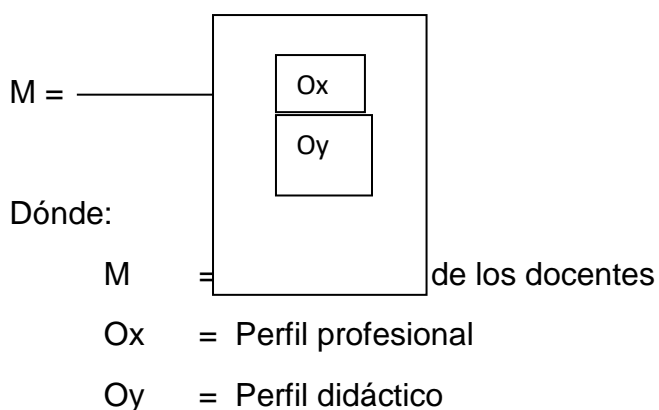 Ox
M =
Oy
Dónde:
M = de los docentes
Ox = Perfil profesional
Oy = Perfil didáctico